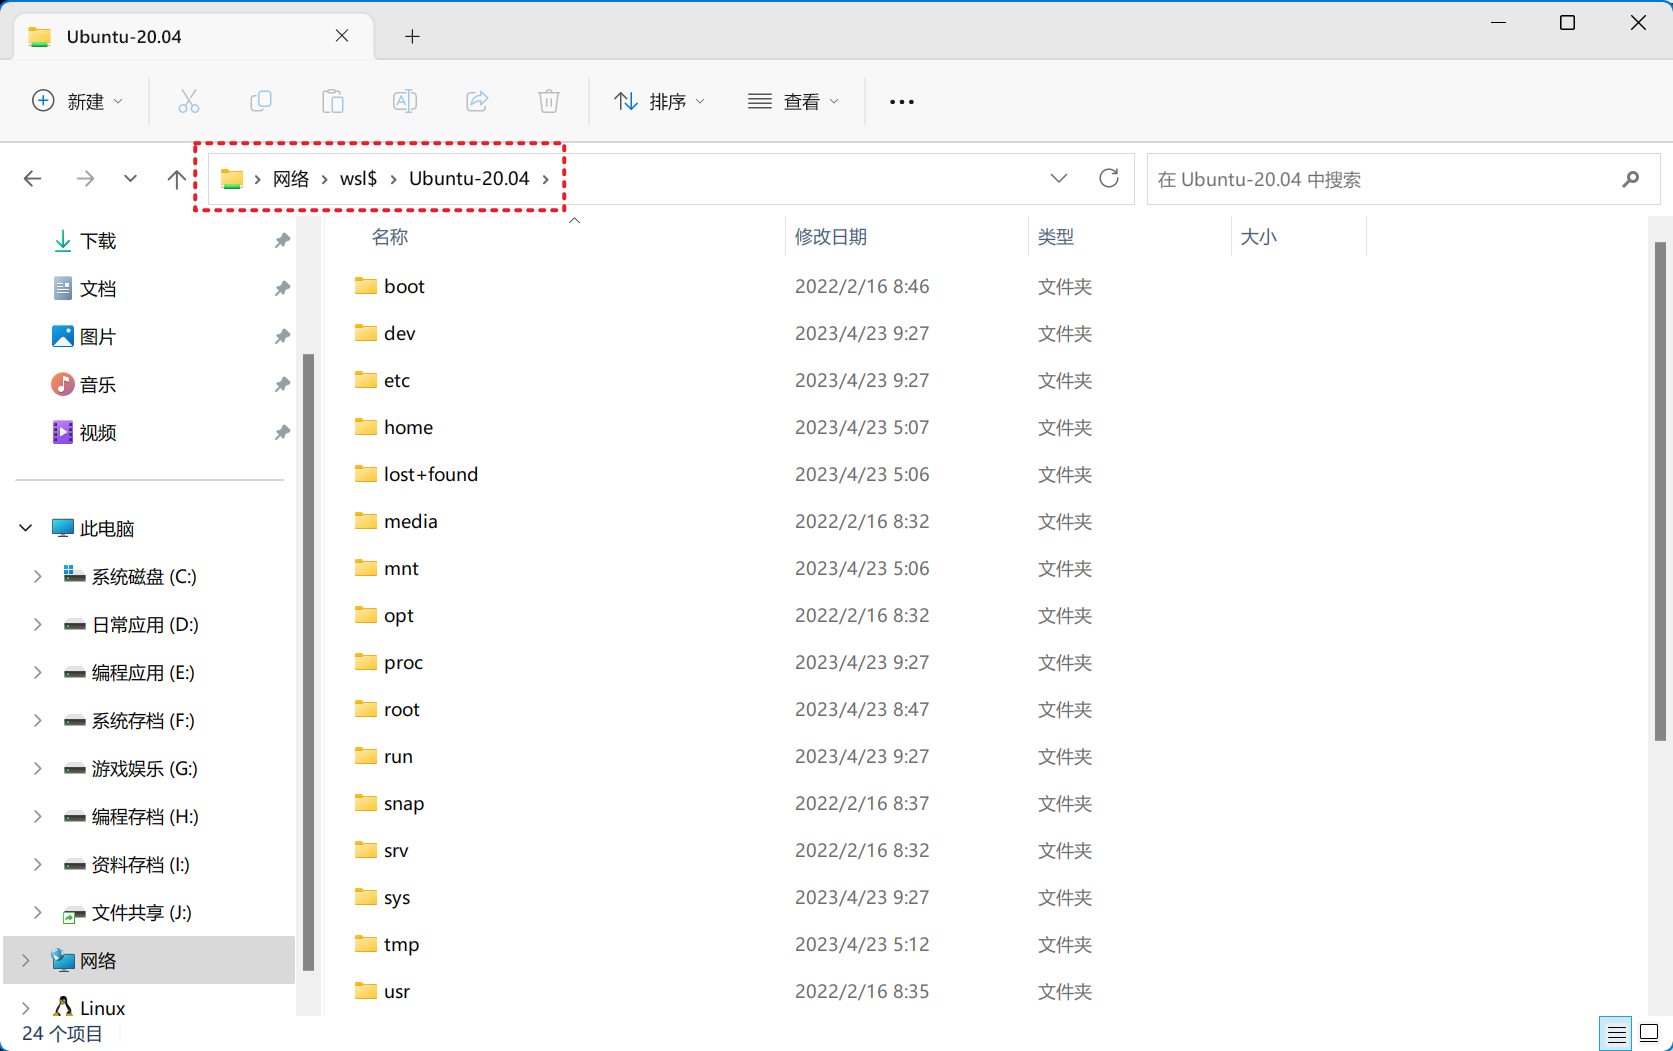 Ubuntu-20.04
新建
排序
查看
网络 › wsl$ › Ubuntu-20.04 ›
在 Ubuntu-20.04 中搜索
下载
文档
图片
音乐
视频
此电脑
系统磁盘 (C:)
日常应用 (D:)
编程应用 (E:)
系统存档 (F:)
游戏娱乐 (G:)
编程存档 (H:)
资料存档 (I:)
文件共享 (J:)
网络
Linux
名称 修改日期 类型 大小
boot 2022/2/16 8:46 文件夹
dev 2023/4/23 9:27 文件夹
etc 2023/4/23 9:27 文件夹
home 2023/4/23 5:07 文件夹
lost+found 2023/4/23 5:06 文件夹
media 2022/2/16 8:32 文件夹
mnt 2023/4/23 5:06 文件夹
opt 2022/2/16 8:32 文件夹
proc 2023/4/23 9:27 文件夹
root 2023/4/23 8:47 文件夹
run 2023/4/23 9:27 文件夹
snap 2022/2/16 8:37 文件夹
srv 2022/2/16 8:32 文件夹
sys 2023/4/23 9:27 文件夹
tmp 2023/4/23 5:12 文件夹
usr 2022/2/16 8:35 文件夹
24 个项目